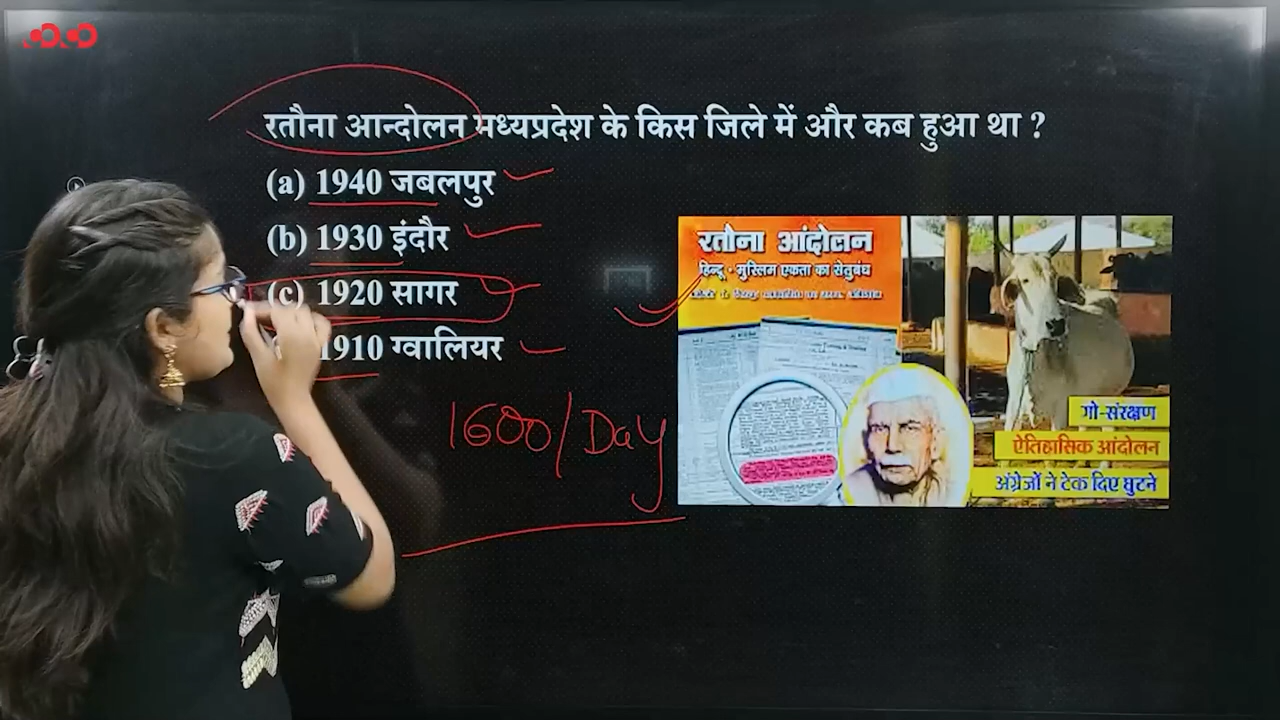 रतौना आन्दोलन मध्यप्रदेश के किस जिले में और कब हुआ था ?
(a) 1940 जबलपुर
(b) 1930 इंदौर
(c) 1920 सागर
1910 ग्वालियर
1600/Day
रतौना आंदोलन
हिन्दू - मुस्लिम एकता का सेतुबंध
गो-संरक्षण
ऐतिहासिक आंदोलन
अंग्रेजों ने टेक दिए घुटने